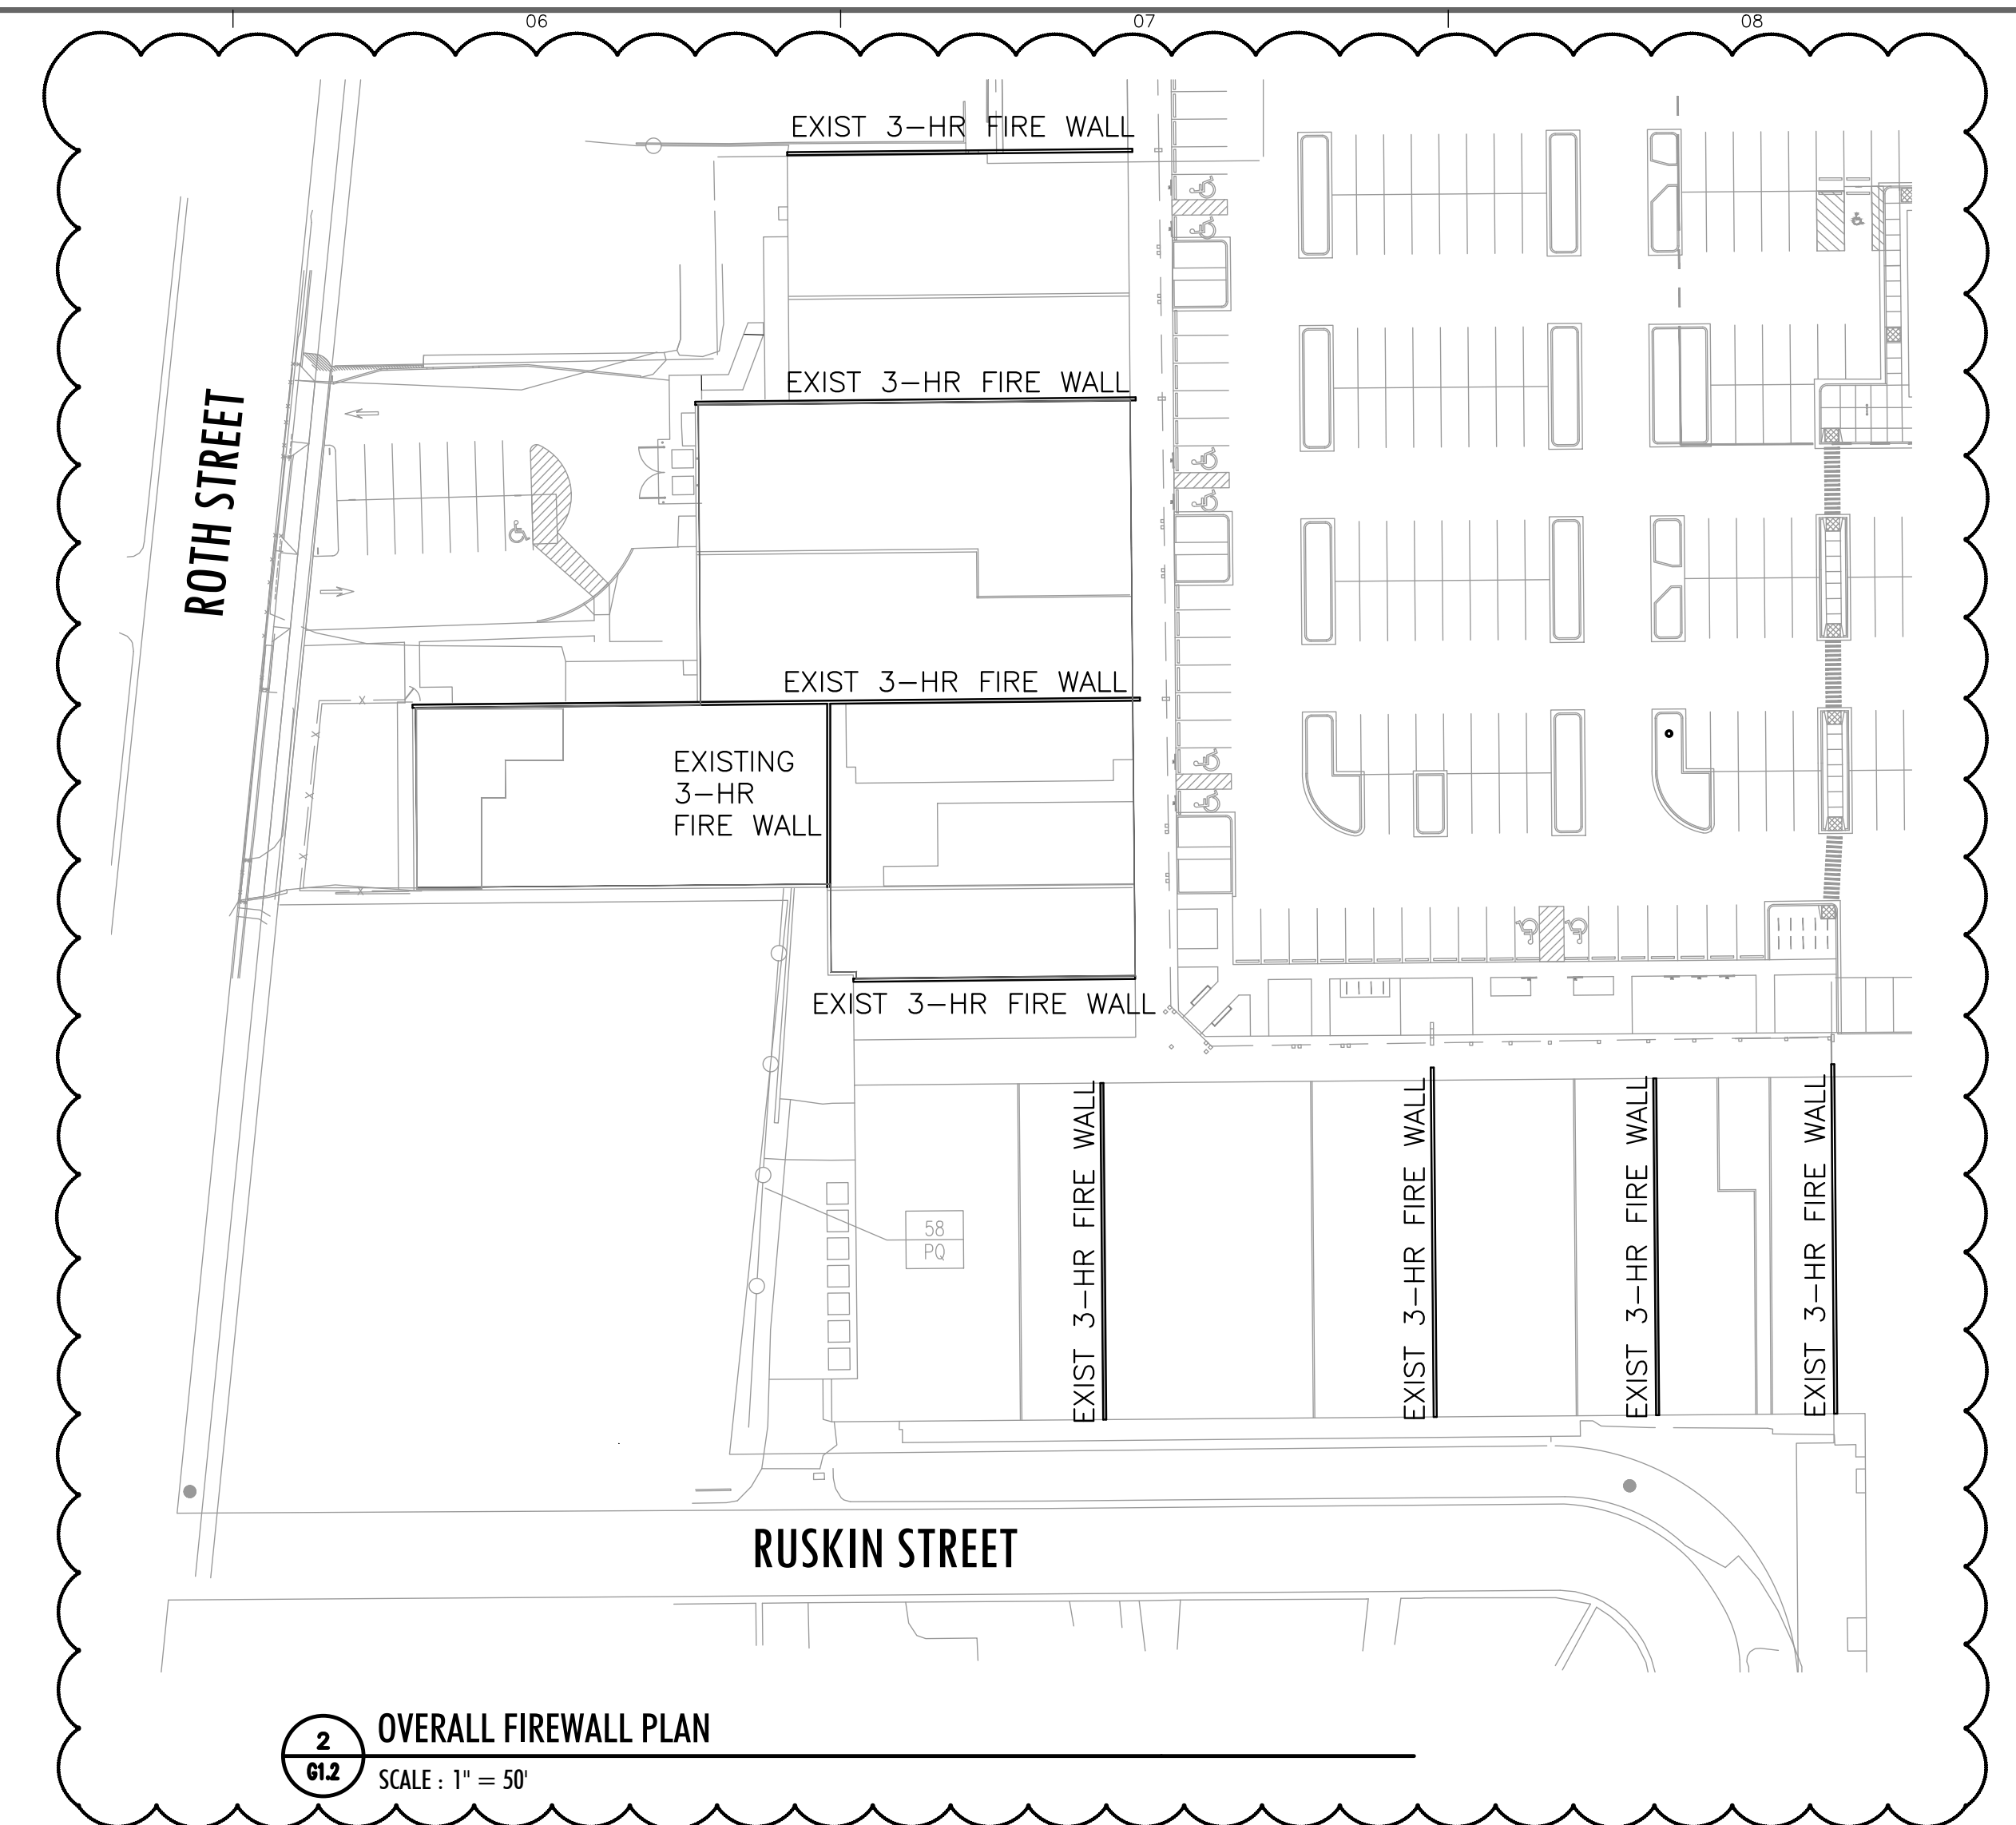 06 07 08
EXIST 3-HR FIRE WALL
EXIST 3-HR FIRE WALL
ROTH STREET
EXIST 3-HR FIRE WALL
EXISTING
3-HR
FIRE WALL
EXIST 3-HR FIRE WALL
EXIST 3-HR FIRE WALL
EXIST 3-HR FIRE WALL
EXIST 3-HR FIRE WALL
EXIST 3-HR FIRE WALL
58
PQ
RUSKIN STREET
2
G1.2
OVERALL FIREWALL PLAN
SCALE : 1" = 50'